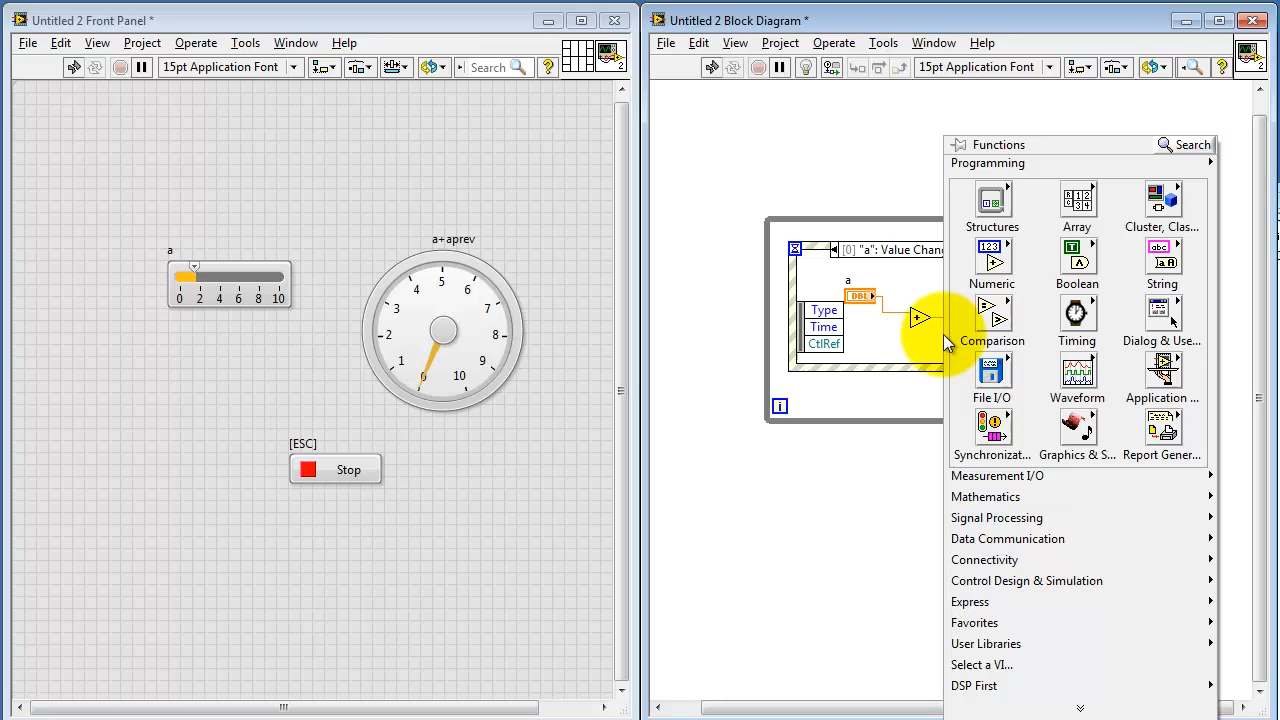 Untitled 2 Front Panel *
File Edit View Project Operate Tools Window Help
15pt Application Font
Search
?
2
a
0 2 4 6 8 10
a+aprev
0 1 2 3 4 5 6 7 8 9 10
[ESC]
Stop
Untitled 2 Block Diagram *
File Edit View Project Operate Tools Window Help
15pt Application Font
?
2
[0] "a": Value Chan
a
DBL
Type
Time
CtlRef
i
Functions
Search
Programming
Structures
Array
Cluster, Clas...
Numeric
Boolean
String
Comparison
Timing
Dialog & Use...
File I/O
Waveform
Application ...
Synchronizat...
Graphics & S...
Report Gener...
Measurement I/O
Mathematics
Signal Processing
Data Communication
Connectivity
Control Design & Simulation
Express
Favorites
User Libraries
Select a VI...
DSP First